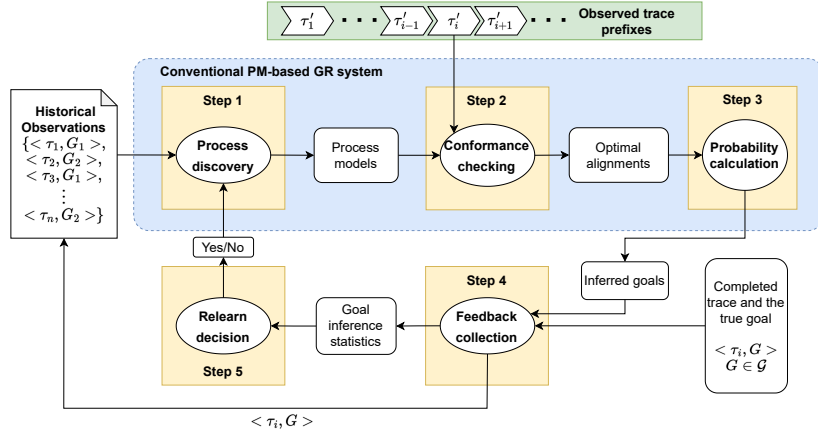 τ′₁ · · · τ′ᵢ₋₁ τ′ᵢ τ′ᵢ₊₁ · · · Observed trace
prefixes
Conventional PM-based GR system
Historical
Observations
{< τ₁, G₁ >,
< τ₂, G₂ >,
< τ₃, G₁ >,
⋮
< τₙ, G₂ >}
Step 1
Process
discovery
Process
models
Step 2
Conformance
checking
Optimal
alignments
Step 3
Probability
calculation
Yes/No
Inferred goals
Completed
trace and the
true goal
< τᵢ, G >
G ∈ 𝒢
Step 4
Feedback
collection
Goal
inference
statistics
Relearn
decision
Step 5
< τᵢ, G >